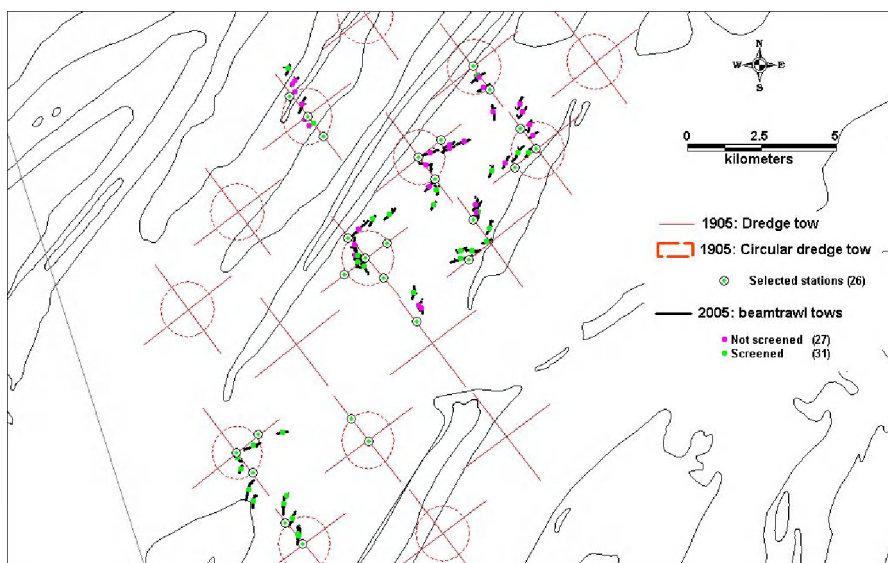 N
W E
S
0 2.5 5
kilometers
1905: Dredge tow
1905: Circular dredge tow
Selected stations (26)
2005: beamtrawl tows
Not screened (27)
Screened (31)